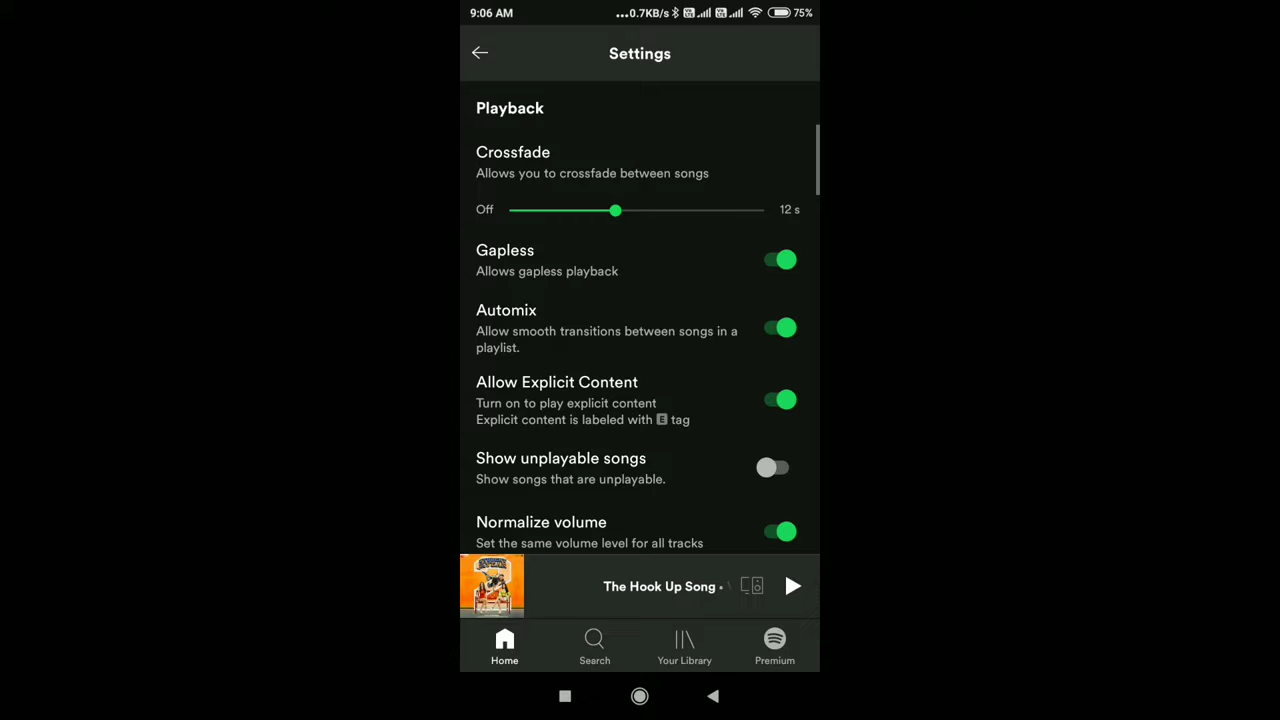 9:06 AM ...0.7KB/s 75%
Settings
Playback
Crossfade
Allows you to crossfade between songs
Off 12 s
Gapless
Allows gapless playback
Automix
Allow smooth transitions between songs in a
playlist.
Allow Explicit Content
Turn on to play explicit content
Explicit content is labeled with E tag
Show unplayable songs
Show songs that are unplayable.
Normalize volume
Set the same volume level for all tracks
The Hook Up Song •
Home Search Your Library Premium